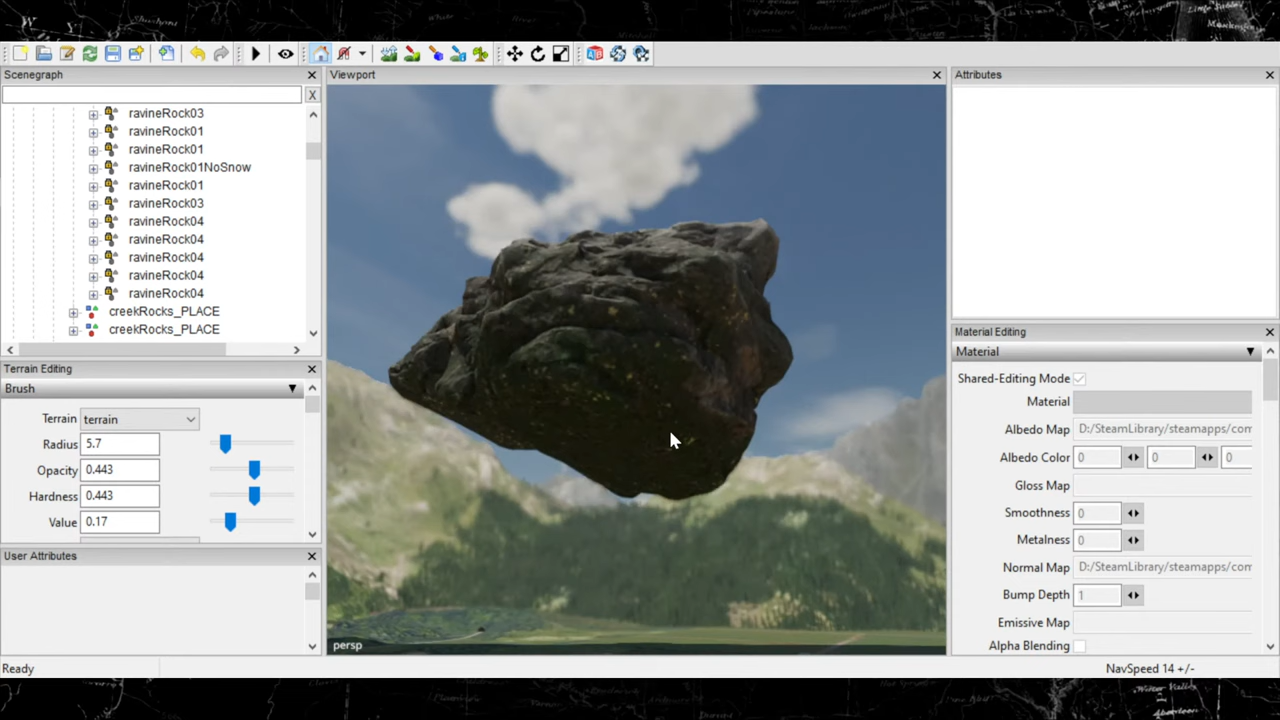 Scenegraph
X
ravineRock03
ravineRock01
ravineRock01
ravineRock01NoSnow
ravineRock01
ravineRock03
ravineRock04
ravineRock04
ravineRock04
ravineRock04
ravineRock04
creekRocks_PLACE
creekRocks_PLACE
Terrain Editing
Brush
Terrain terrain
Radius 5.7
Opacity 0.443
Hardness 0.443
Value 0.17
User Attributes
Ready
Viewport
persp
Attributes
Material Editing
Material
Shared-Editing Mode
Material
Albedo Map D:/SteamLibrary/steamapps/com
Albedo Color 0 0 0
Gloss Map
Smoothness 0
Metalness 0
Normal Map D:/SteamLibrary/steamapps/com
Bump Depth 1
Emissive Map
Alpha Blending
NavSpeed 14 +/-